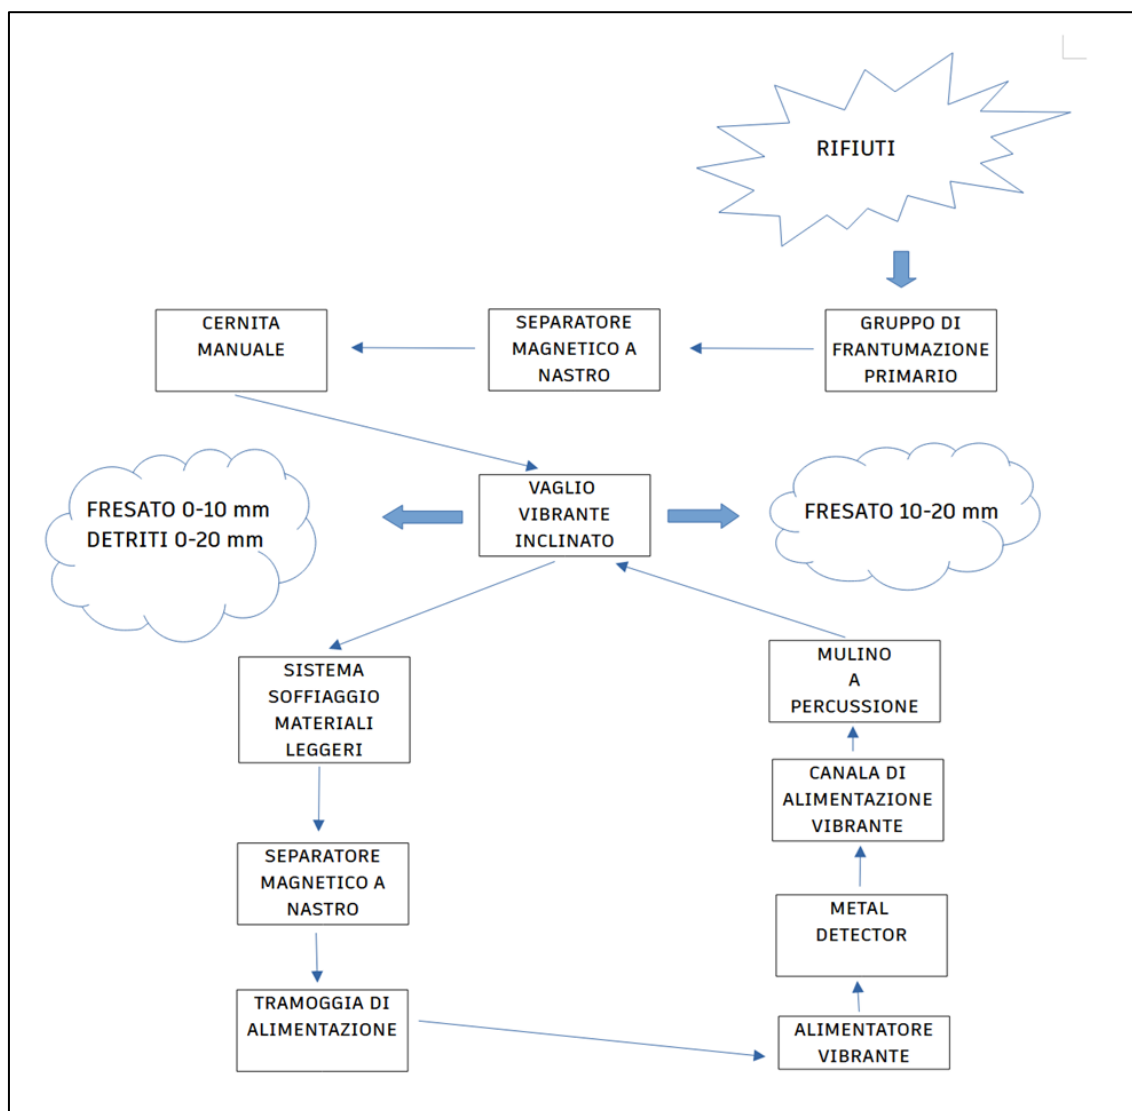 RIFIUTI
CERNITA
MANUALE
SEPARATORE
MAGNETICO A
NASTRO
GRUPPO DI
FRANTUMAZIONE
PRIMARIO
FRESATO 0-10 mm
DETRITI 0-20 mm
VAGLIO
VIBRANTE
INCLINATO
FRESATO 10-20 mm
SISTEMA
SOFFIAGGIO
MATERIALI
LEGGERI
MULINO
A
PERCUSSIONE
CANALA DI
ALIMENTAZIONE
VIBRANTE
SEPARATORE
MAGNETICO A
NASTRO
METAL
DETECTOR
TRAMOGGIA DI
ALIMENTAZIONE
ALIMENTATORE
VIBRANTE